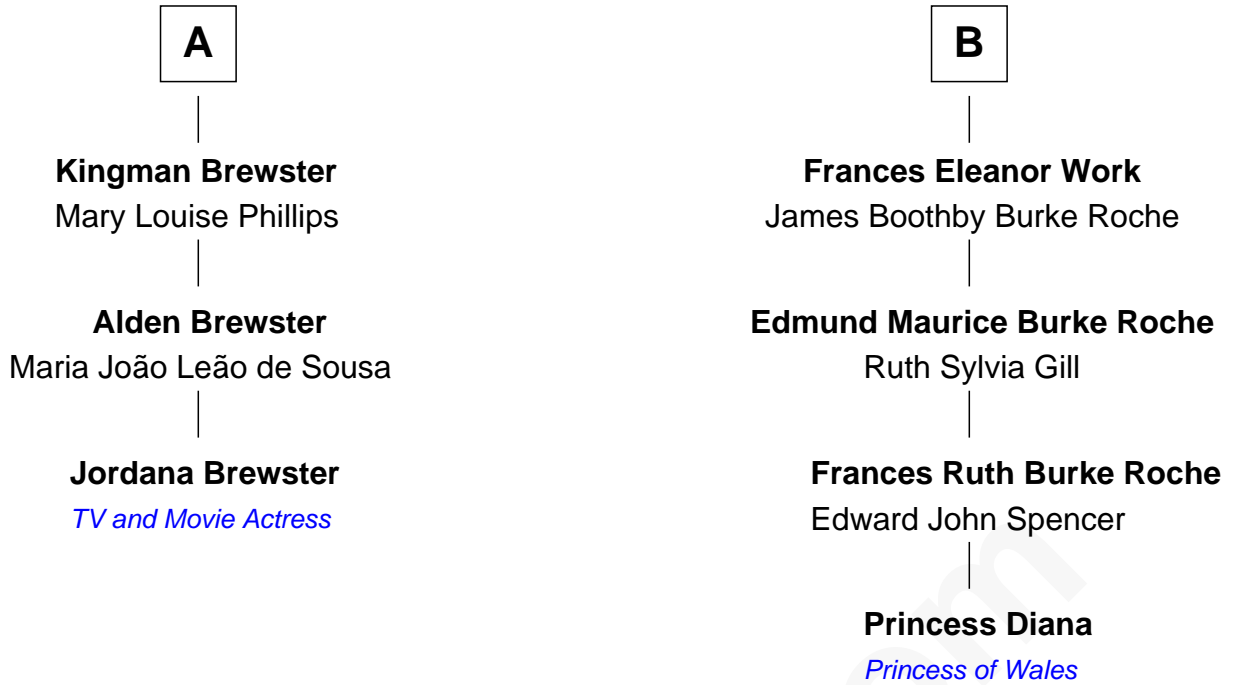 A
Kingman Brewster
Mary Louise Phillips
Alden Brewster
Maria João Leão de Sousa
Jordana Brewster
TV and Movie Actress
B
Frances Eleanor Work
James Boothby Burke Roche
Edmund Maurice Burke Roche
Ruth Sylvia Gill
Frances Ruth Burke Roche
Edward John Spencer
Princess Diana
Princess of Wales